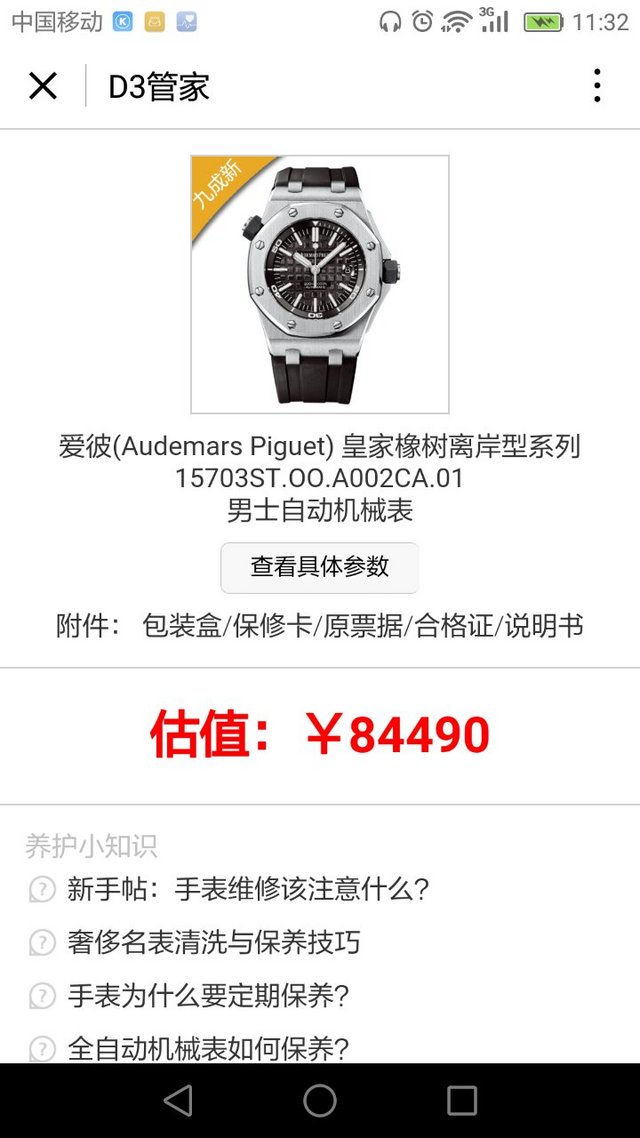 中国移动 3G 11:32
D3管家
九成新
AUDEMARS PIGUET
爱彼(Audemars Piguet) 皇家橡树离岸型系列
15703ST.OO.A002CA.01
男士自动机械表
查看具体参数
附件： 包装盒/保修卡/原票据/合格证/说明书
估值：￥84490
养护小知识
新手帖：手表维修该注意什么？
奢侈名表清洗与保养技巧
手表为什么要定期保养？
全自动机械表如何保养？